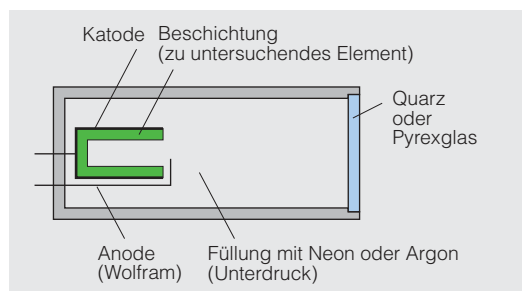 Katode
Beschichtung
(zu untersuchendes Element)
Quarz
oder
Pyrexglas
Anode
(Wolfram)
Füllung mit Neon oder Argon
(Unterdruck)